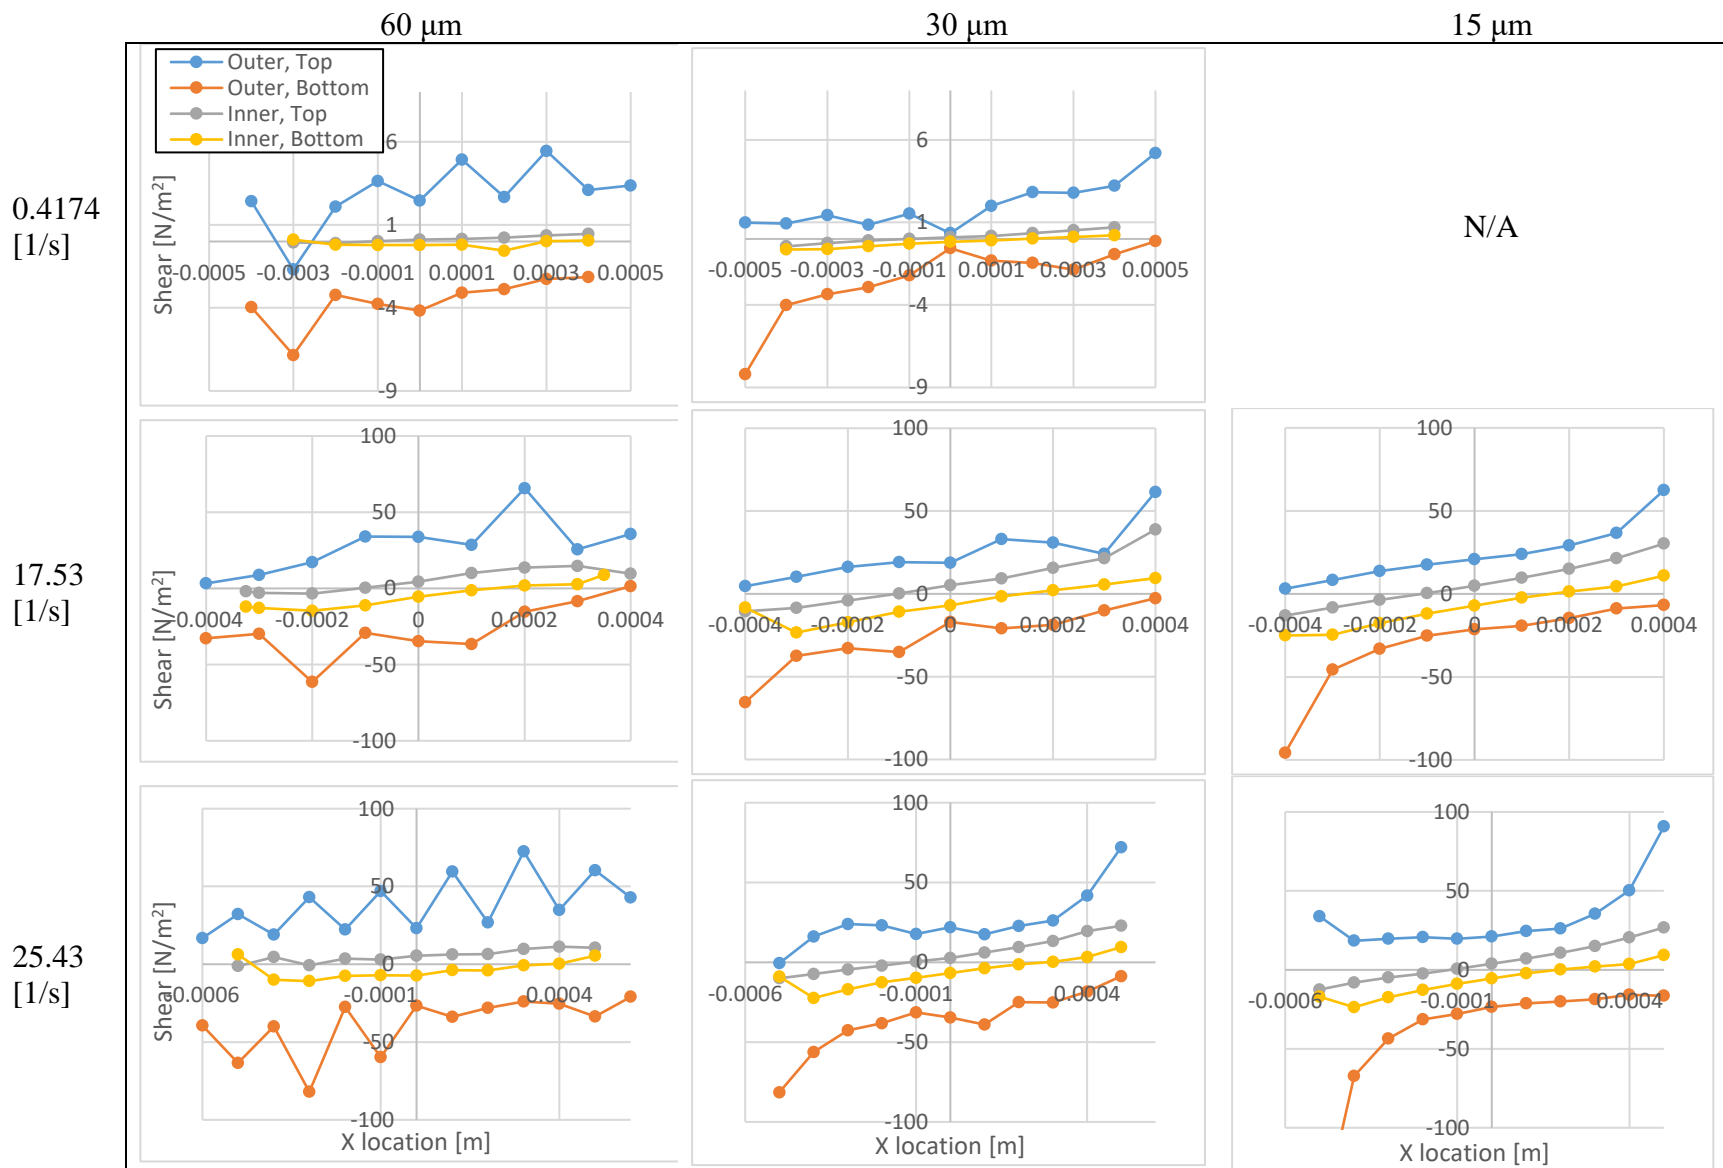 60 μm 30 μm 15 μm
0.4174
[1/s]
Outer, Top
Outer, Bottom
Inner, Top
Inner, Bottom
Shear [N/m²]
6
1
-4
-9
-0.0005 -0.0003 -0.0001 0.0001 0.0003 0.0005
6
1
-4
-9
-0.0005 -0.0003 -0.0001 0.0001 0.0003 0.0005
N/A
17.53
[1/s]
Shear [N/m²]
100
50
0
-50
-100
-0.0004 -0.0002 0 0.0002 0.0004
100
50
0
-50
-100
-0.0004 -0.0002 0 0.0002 0.0004
100
50
0
-50
-100
-0.0004 -0.0002 0 0.0002 0.0004
25.43
[1/s]
Shear [N/m²]
100
50
0
-50
-100
-0.0006 -0.0001 0.0004
X location [m]
100
50
0
-50
-100
-0.0006 -0.0001 0.0004
X location [m]
100
50
0
-50
-100
-0.0006 -0.0001 0.0004
X location [m]